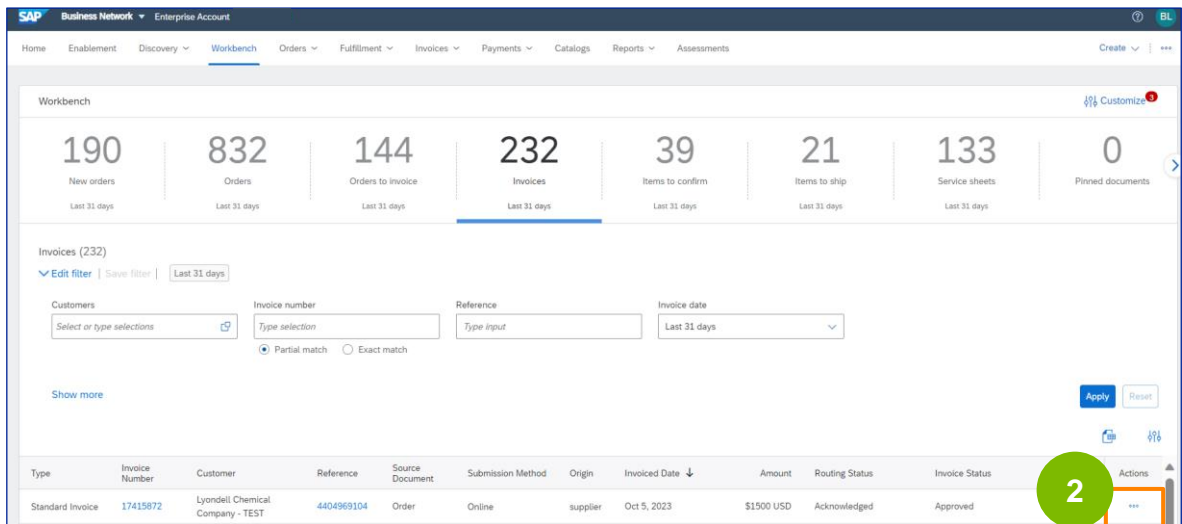 SAP Business Network Enterprise Account BL
Home Enablement Discovery Workbench Orders Fulfillment Invoices Payments Catalogs Reports Assessments Create
Workbench Customize 3
190 832 144 232 39 21 133 0
New orders Orders Orders to invoice Invoices Items to confirm Items to ship Service sheets Pinned documents
Last 31 days Last 31 days Last 31 days Last 31 days Last 31 days Last 31 days Last 31 days
Invoices (232)
Edit filter | Save filter | Last 31 days
Customers Invoice number Reference Invoice date
Select or type selections Type selection Type input Last 31 days
Partial match Exact match
Show more Apply Reset
Type Invoice Number Customer Reference Source Document Submission Method Origin Invoiced Date Amount Routing Status Invoice Status Actions
Standard Invoice 17415872 Lyondell Chemical Company - TEST 4404969104 Order Online supplier Oct 5, 2023 $1500 USD Acknowledged Approved
2